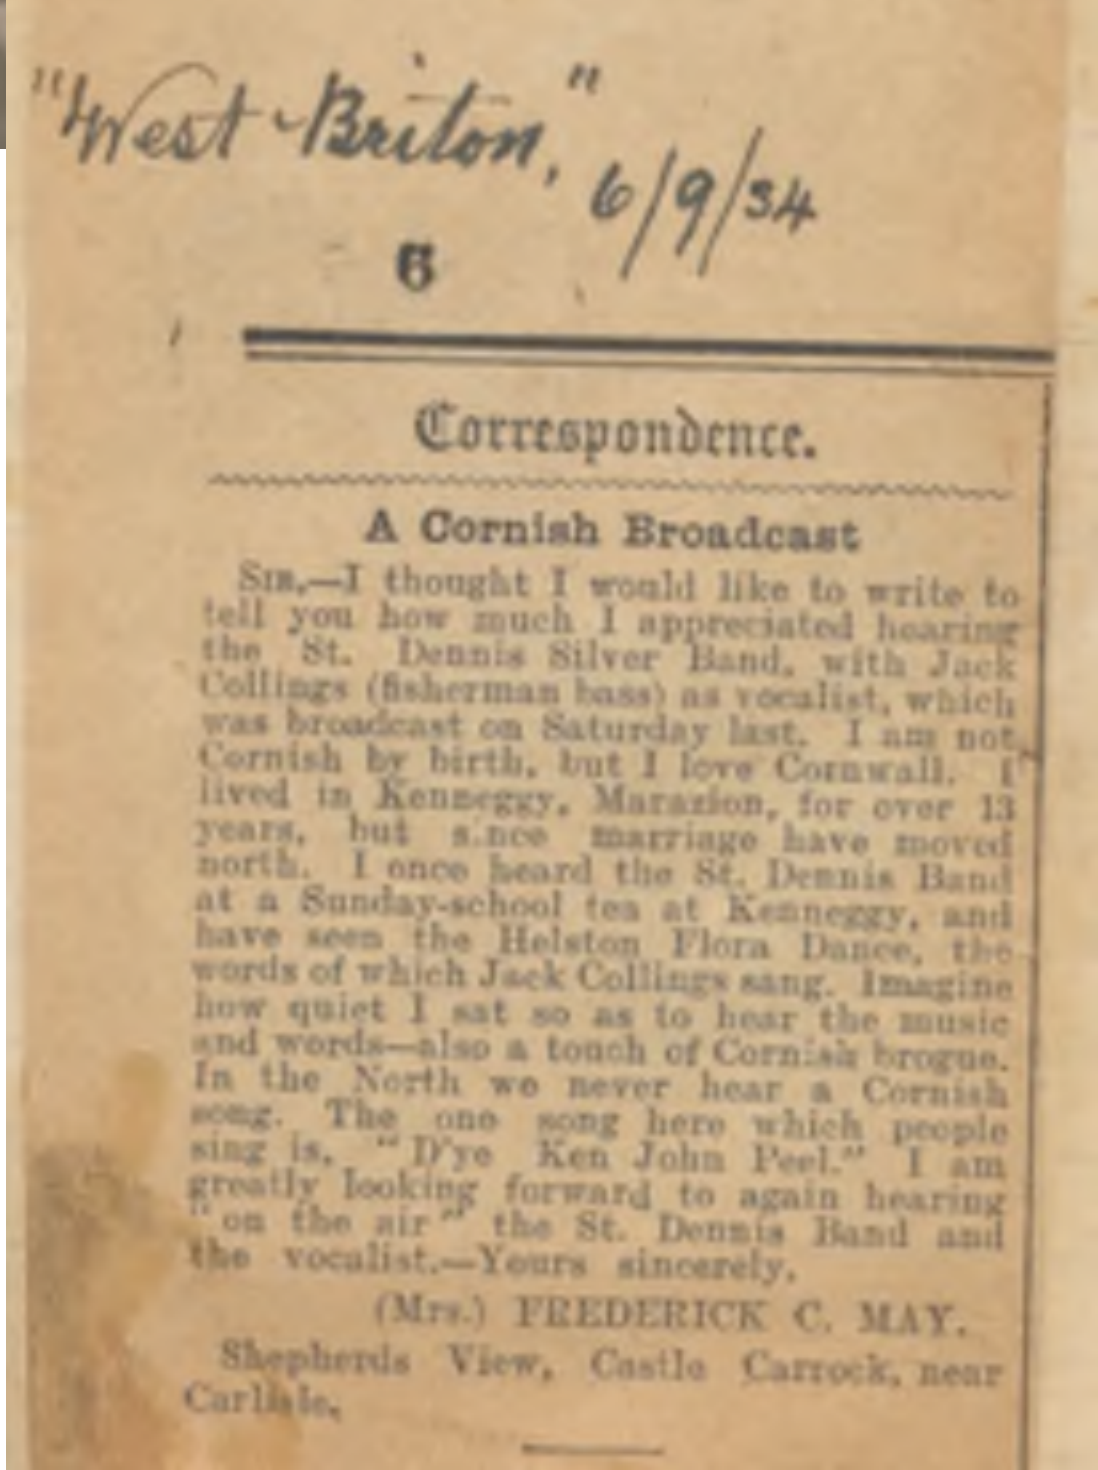 "West Briton," 6/9/34
6
Correspondence.
A Cornish Broadcast
SIR,—I thought I would like to write to
tell you how much I appreciated hearing
the St. Dennis Silver Band, with Jack
Collings (fisherman bass) as vocalist, which
was broadcast on Saturday last. I am not
Cornish by birth, but I love Cornwall. I
lived in Kenneggy, Marazion, for over 13
years, but since marriage have moved
north. I once heard the St. Dennis Band
at a Sunday-school tea at Kenneggy, and
have seen the Helston Flora Dance, the
words of which Jack Collings sang. Imagine
how quiet I sat so as to hear the music
and words—also a touch of Cornish brogue.
In the North we never hear a Cornish
song. The one song here which people
sing is, "D'ye Ken John Peel." I am
greatly looking forward to again hearing
"on the air" the St. Dennis Band and
the vocalist.—Yours sincerely,
(Mrs.) FREDERICK C. MAY.
Shepherds View, Castle Carrock, near
Carlisle.